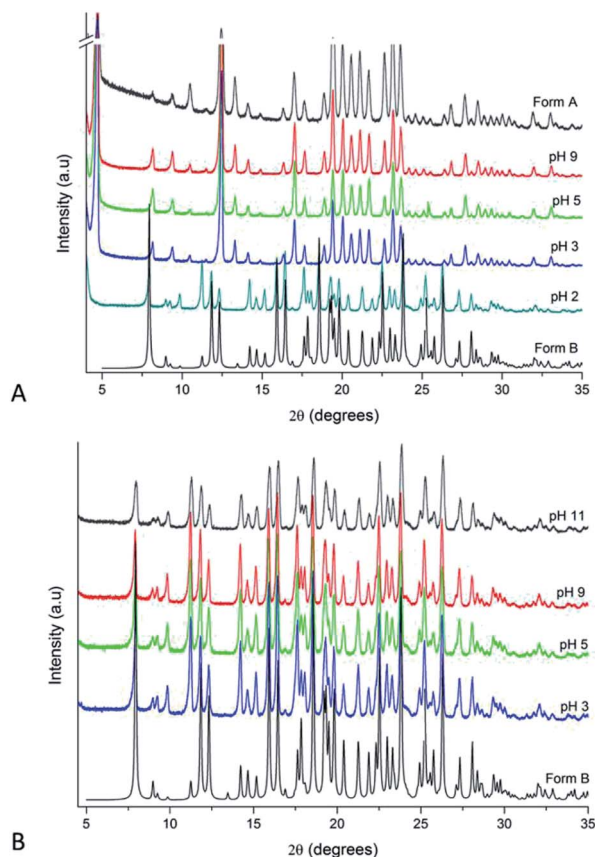 Form A
pH 9
pH 5
pH 3
pH 2
Form B
Intensity (a.u)
5 10 15 20 25 30 35
2θ (degrees)
A
pH 11
pH 9
pH 5
pH 3
Form B
Intensity (a.u)
5 10 15 20 25 30 35
2θ (degrees)
B